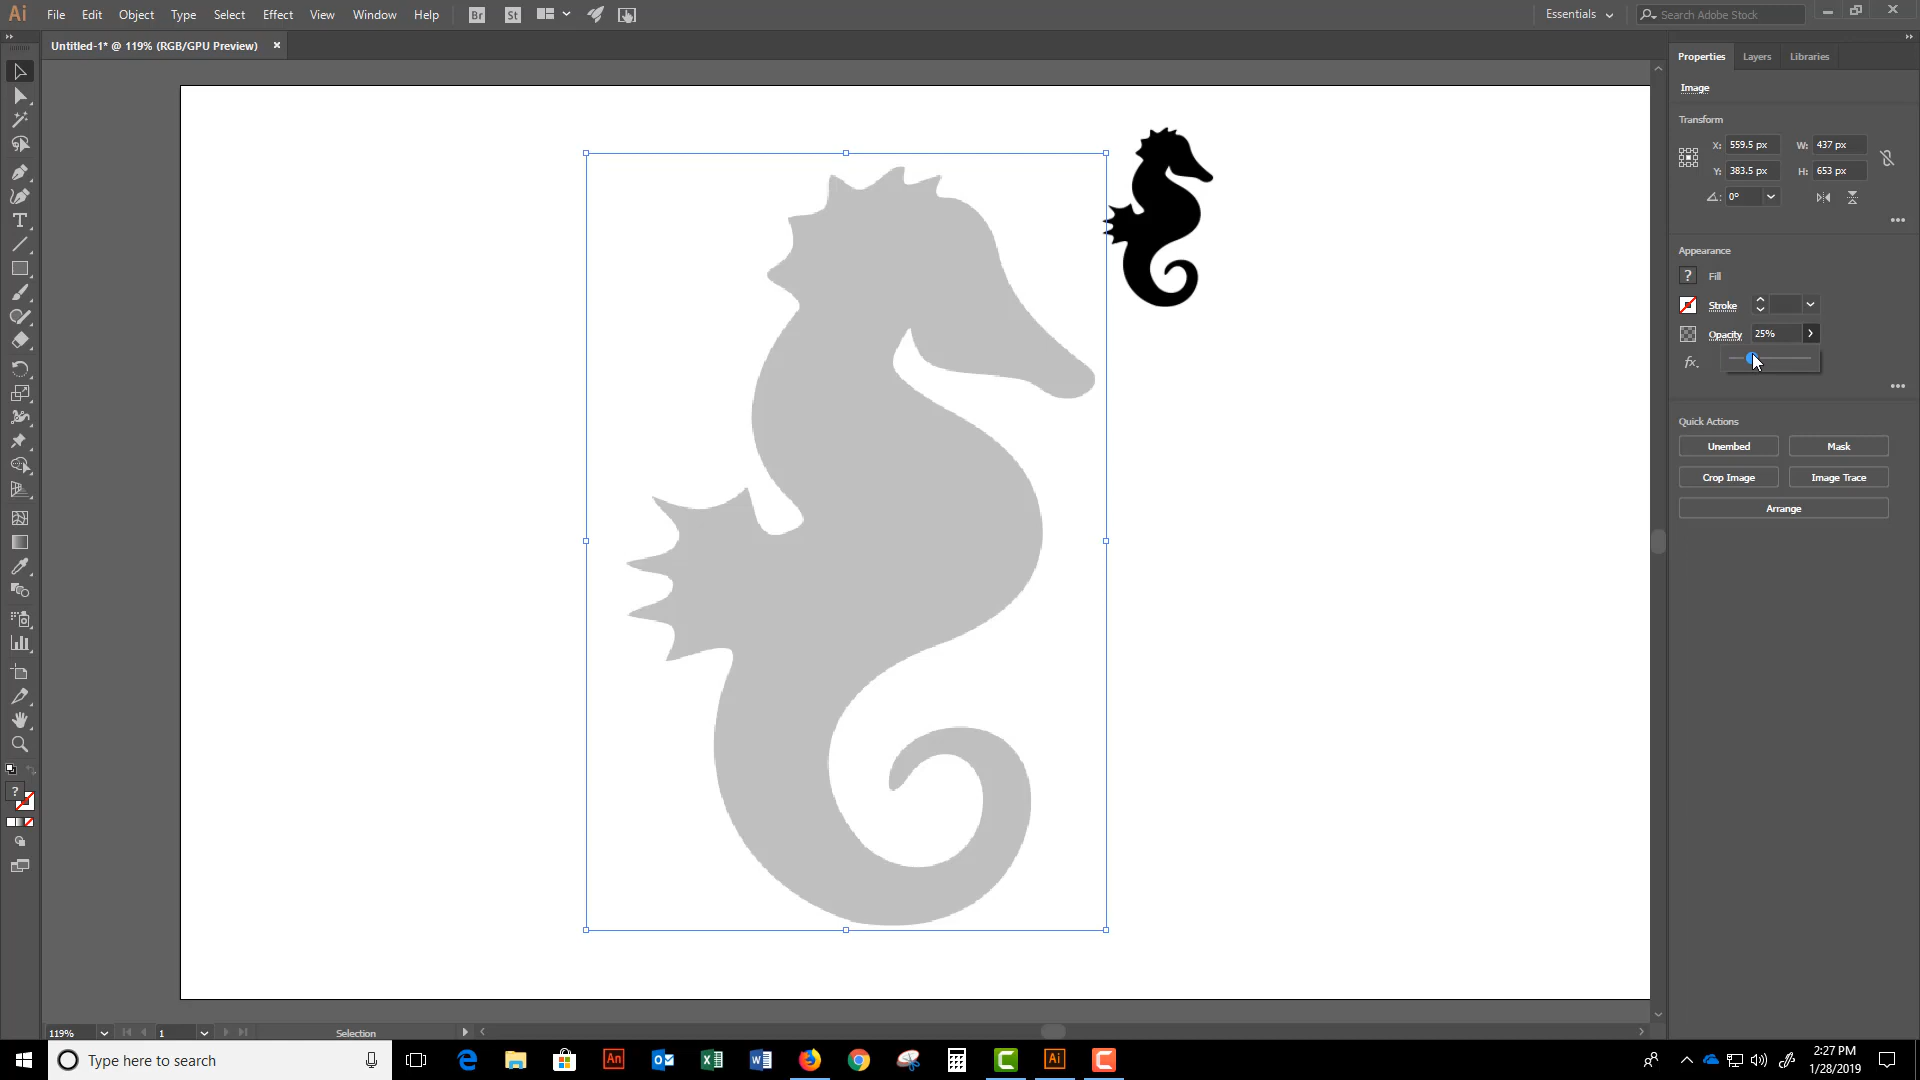 Ai File Edit Object Type Select Effect View Window Help Br St Essentials Search Adobe Stock
Untitled-1* @ 119% (RGB/GPU Preview) ×
Properties Layers Libraries
Image
Transform
X: 559.5 px W: 437 px
Y: 383.5 px H: 653 px
0°
Appearance
? Fill
Stroke
Opacity 25%
fx.
Quick Actions
Unembed Mask
Crop Image Image Trace
Arrange
T
?
119% 1 Selection
Type here to search An Ai 2:27 PM
1/28/2019